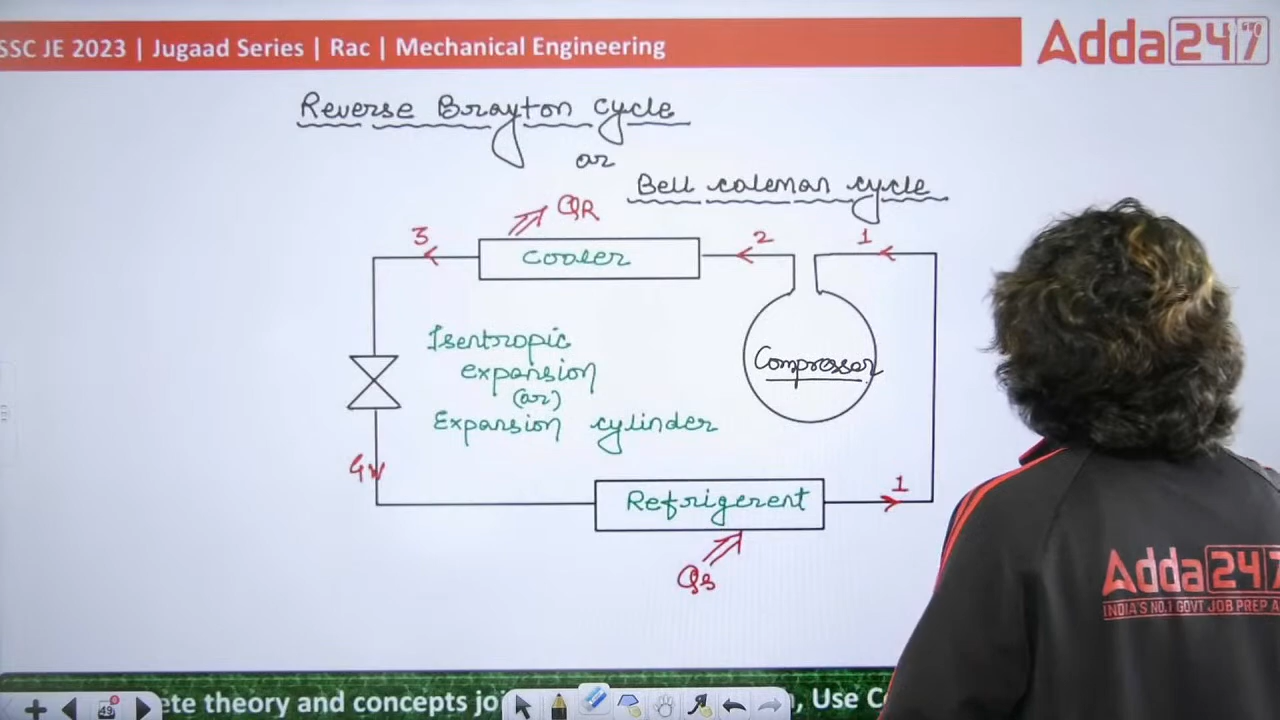 SSC JE 2023 | Jugaad Series | Rac | Mechanical Engineering
Adda247
Reverse Brayton cycle
or
Bell coleman cycle
QR
3
Cooler
2
1
Isentropic
expansion
(or)
Expansion cylinder
Compressor
4
Refrigerent
1
Qs
Adda247
INDIA'S NO.1 GOVT JOB PREP A
ete theory and concepts joi
, Use C
49